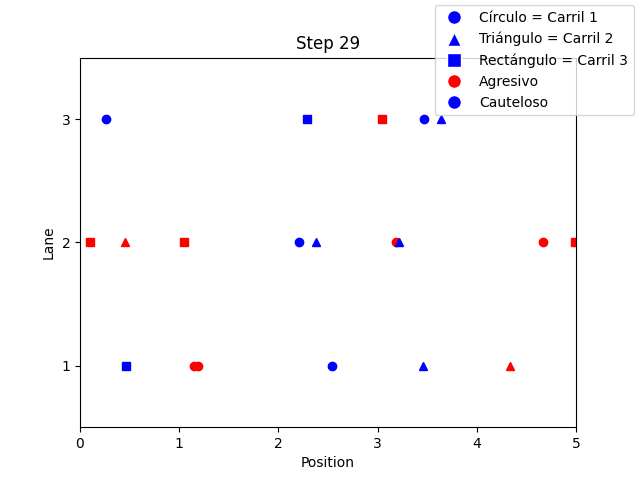 Step 29
Círculo = Carril 1
Triángulo = Carril 2
Rectángulo = Carril 3
Agresivo
Cauteloso
Lane
3
2
1
0 1 2 3 4 5
Position